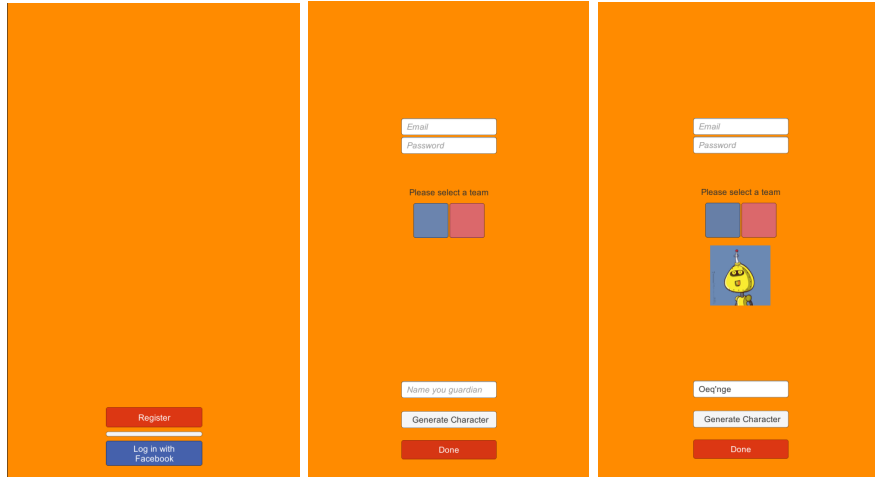 Register
Log in with
Facebook
Email
Password
Please select a team
Name you guardian
Generate Character
Done
Email
Password
Please select a team
Oeq'nge
Generate Character
Done